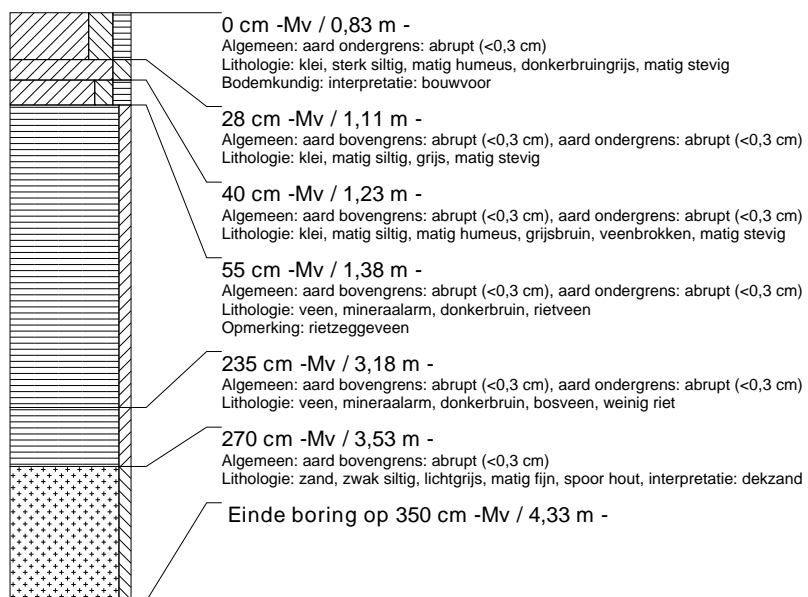 0 cm -Mv / 0,83 m -
Algemeen: aard ondergrens: abrupt (<0,3 cm)
Lithologie: klei, sterk siltig, matig humeus, donkerbruingrijs, matig stevig
Bodemkundig: interpretatie: bouwvoor
28 cm -Mv / 1,11 m -
Algemeen: aard bovengrens: abrupt (<0,3 cm), aard ondergrens: abrupt (<0,3 cm)
Lithologie: klei, matig siltig, grijs, matig stevig
40 cm -Mv / 1,23 m -
Algemeen: aard bovengrens: abrupt (<0,3 cm), aard ondergrens: abrupt (<0,3 cm)
Lithologie: klei, matig siltig, matig humeus, grijsbruin, veenbrokken, matig stevig
55 cm -Mv / 1,38 m -
Algemeen: aard bovengrens: abrupt (<0,3 cm), aard ondergrens: abrupt (<0,3 cm)
Lithologie: veen, mineraalarm, donkerbruin, rietveen
Opmerking: rietzeggeveen
235 cm -Mv / 3,18 m -
Algemeen: aard bovengrens: abrupt (<0,3 cm), aard ondergrens: abrupt (<0,3 cm)
Lithologie: veen, mineraalarm, donkerbruin, bosveen, weinig riet
270 cm -Mv / 3,53 m -
Algemeen: aard bovengrens: abrupt (<0,3 cm)
Lithologie: zand, zwak siltig, lichtgrijs, matig fijn, spoor hout, interpretatie: dekzand
Einde boring op 350 cm -Mv / 4,33 m -